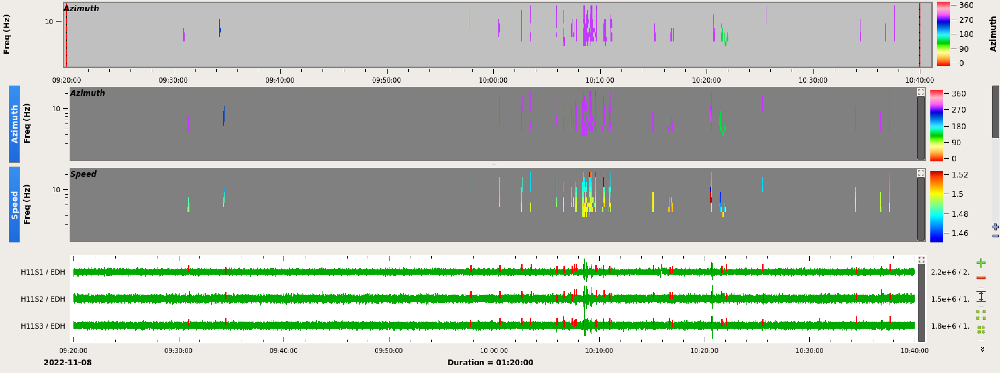 Azimuth
Freq (Hz)
10
360
270
180
90
0
Azimuth
09:20:00 09:30:00 09:40:00 09:50:00 10:00:00 10:10:00 10:20:00 10:30:00 10:40:00
Azimuth
Azimuth
Freq (Hz)
10
360
270
180
90
0
Speed
Speed
Freq (Hz)
10
1.52
1.5
1.48
1.46
H11S1 / EDH
-2.2e+6 / 2.
H11S2 / EDH
-1.5e+6 / 1.
H11S3 / EDH
-1.8e+6 / 1.
09:20:00 09:30:00 09:40:00 09:50:00 10:00:00 10:10:00 10:20:00 10:30:00 10:40:00
2022-11-08
Duration = 01:20:00